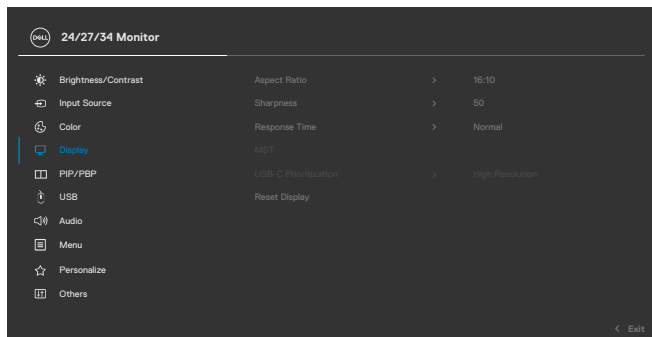 DELL 24/27/34 Monitor
Brightness/Contrast Aspect Ratio > 16:10
Input Source Sharpness > 50
Color Response Time > Normal
Display MST
PIP/PBP USB-C Prioritization > High Resolution
USB Reset Display
Audio
Menu
Personalize
Others
< Exit